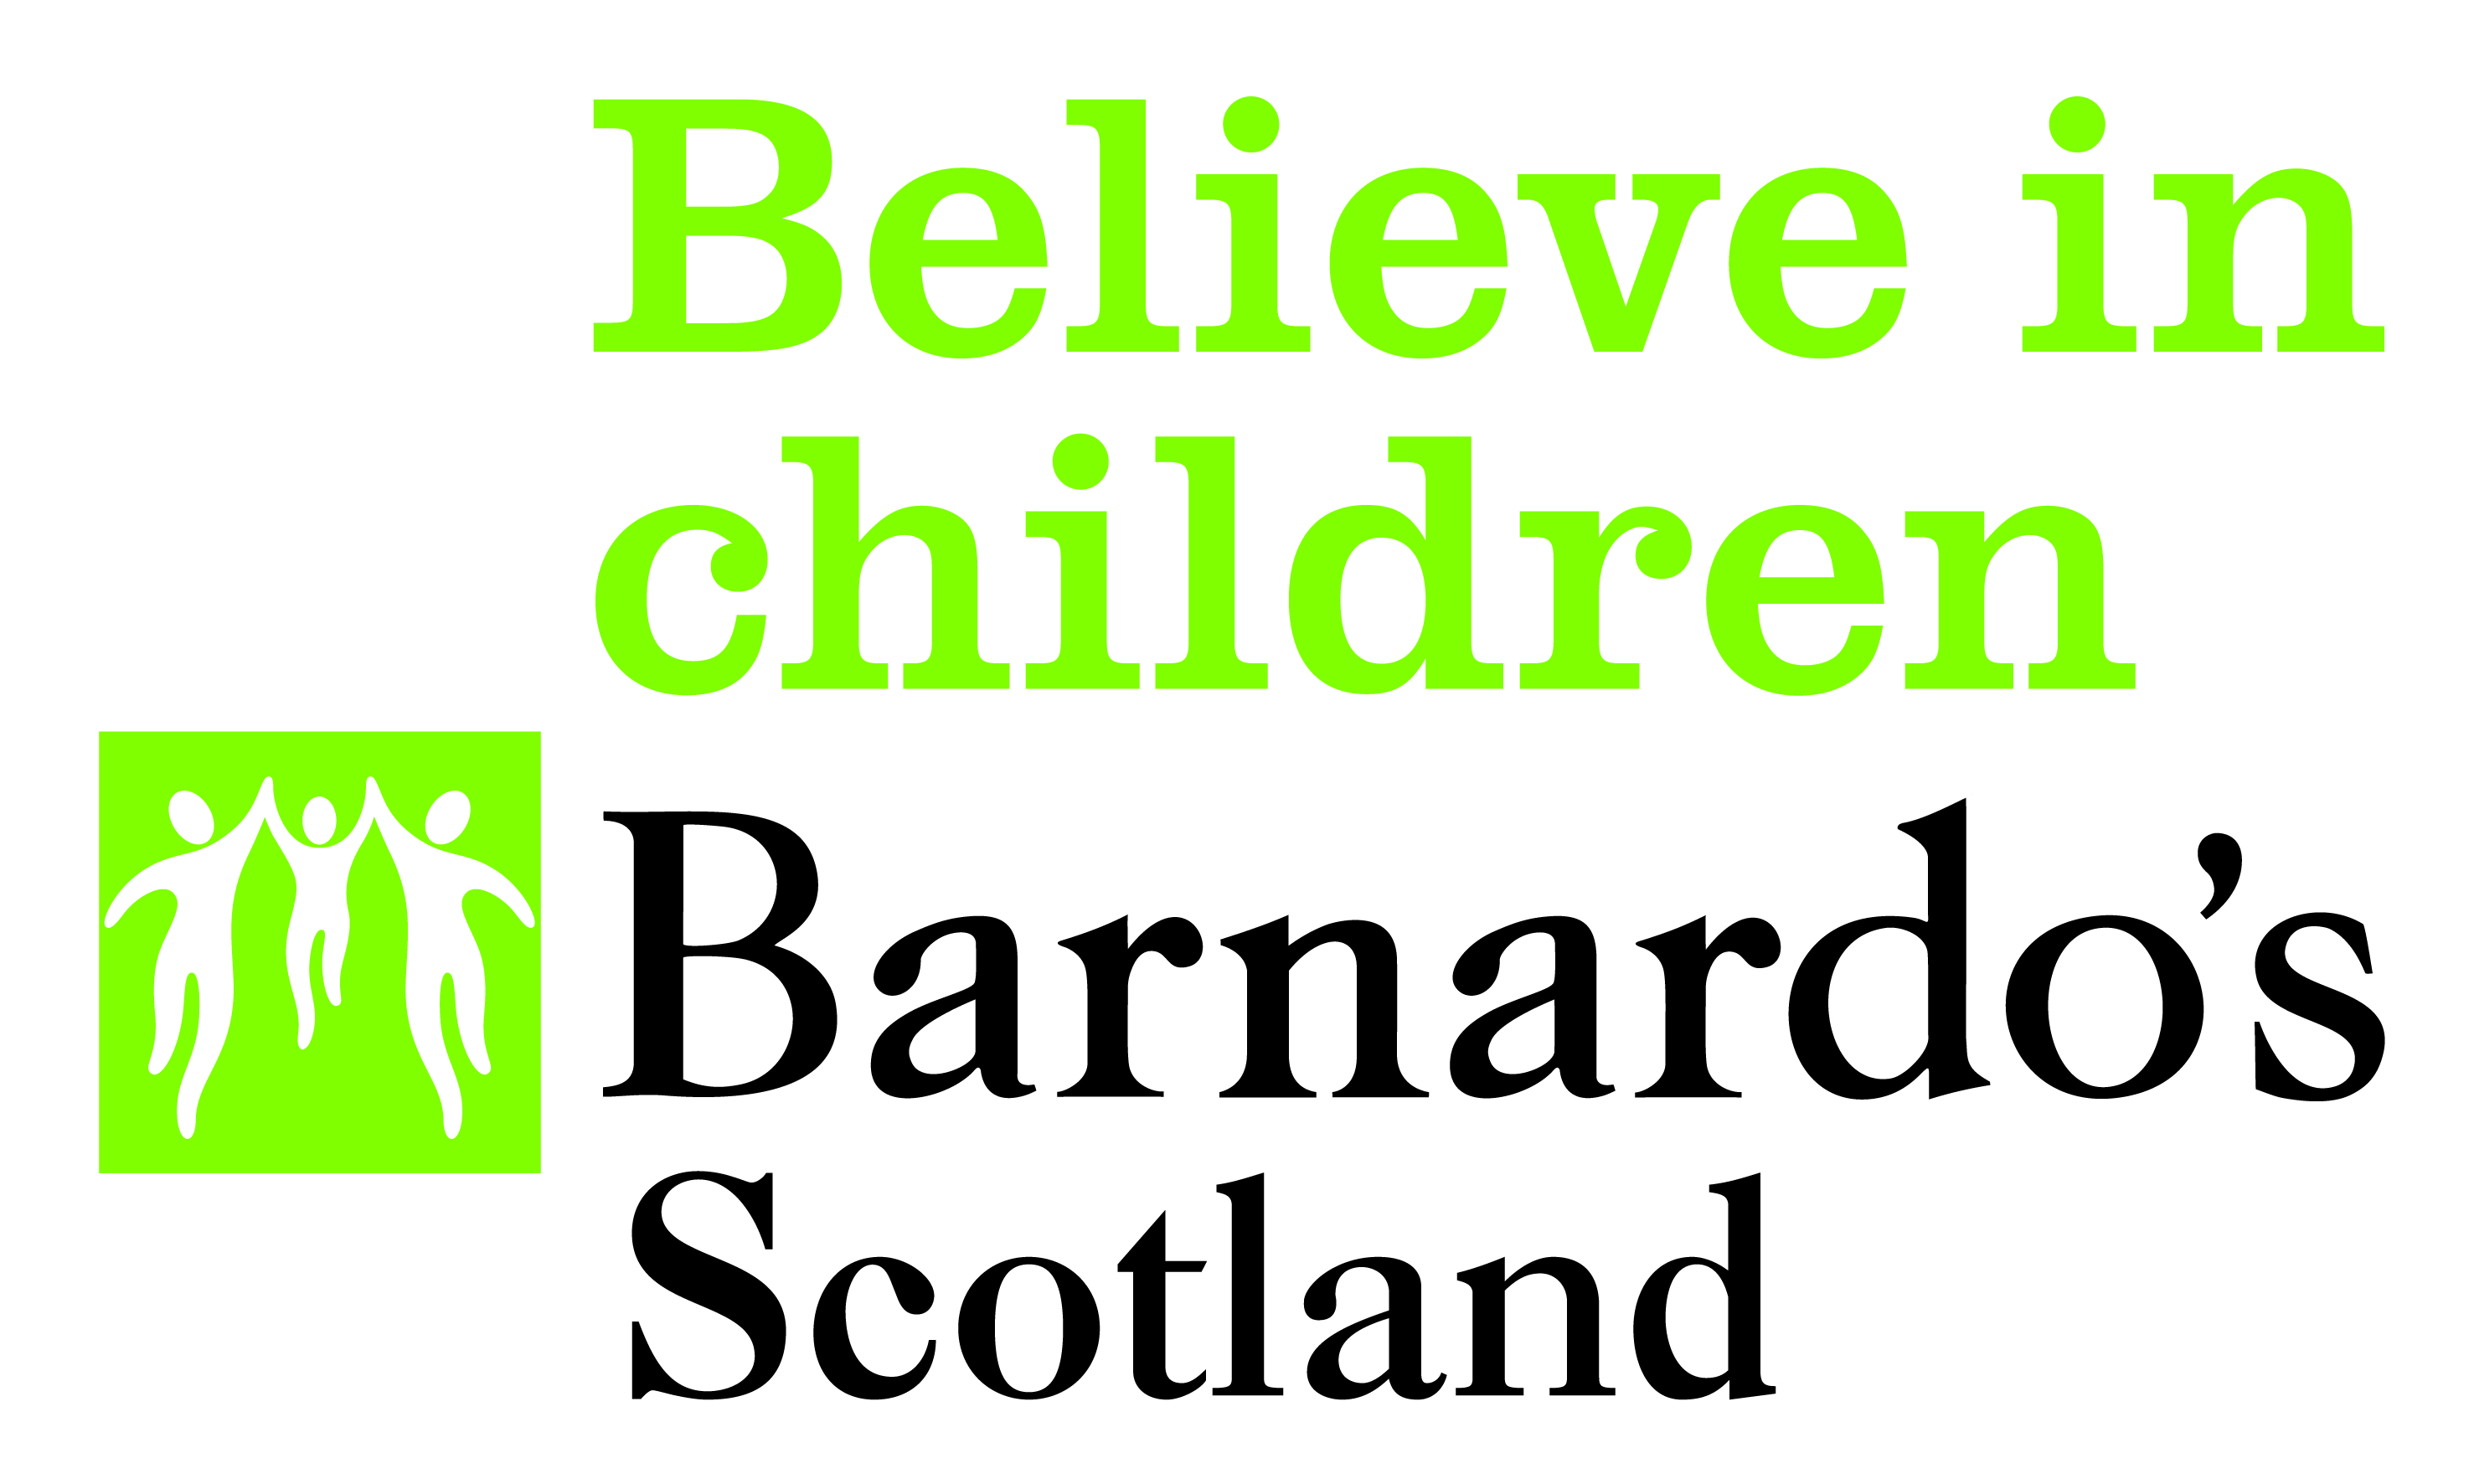 Believe in
children
Barnardo’s
Scotland